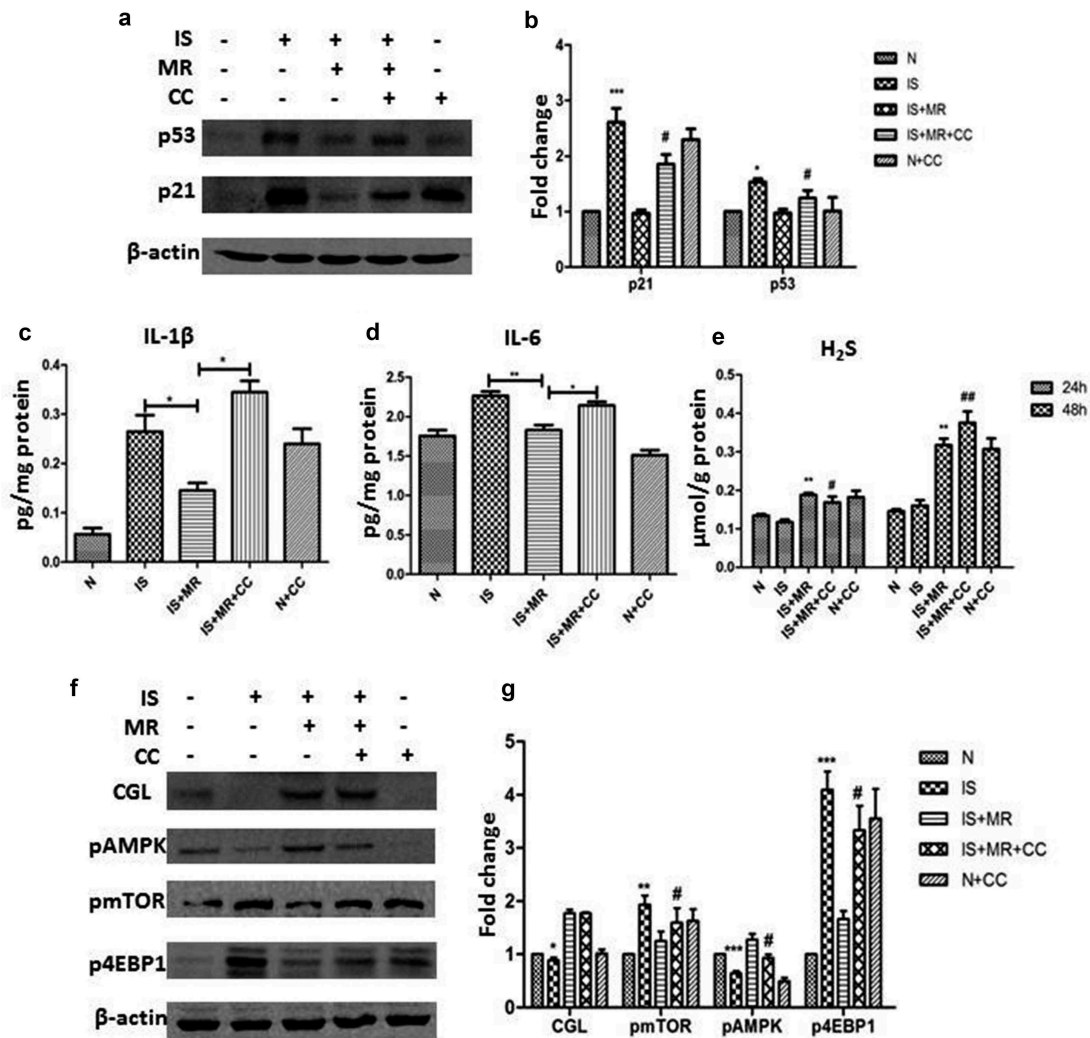 a
IS - + + + -
MR - - + + -
CC - - - + +
p53
p21
β-actin
b
Fold change
4
3
2
1
0
***
#
*
#
p21 p53
N
IS
IS+MR
IS+MR+CC
N+CC
c
IL-1β
pg/mg protein
0.4
0.3
0.2
0.1
0.0
*
*
N IS IS+MR IS+MR+CC N+CC
d
IL-6
pg/mg protein
2.5
2.0
1.5
1.0
0.5
0.0
**
*
N IS IS+MR IS+MR+CC N+CC
e
H₂S
μmol/g protein
0.5
0.4
0.3
0.2
0.1
0.0
** #
** ##
N IS IS+MR IS+MR+CC N+CC N IS IS+MR IS+MR+CC N+CC
24h
48h
f
IS - + + + -
MR - - + + -
CC - - - + +
CGL
pAMPK
pmTOR
p4EBP1
β-actin
g
Fold change
5
4
3
2
1
0
*
** #
*** #
*** #
CGL pmTOR pAMPK p4EBP1
N
IS
IS+MR
IS+MR+CC
N+CC